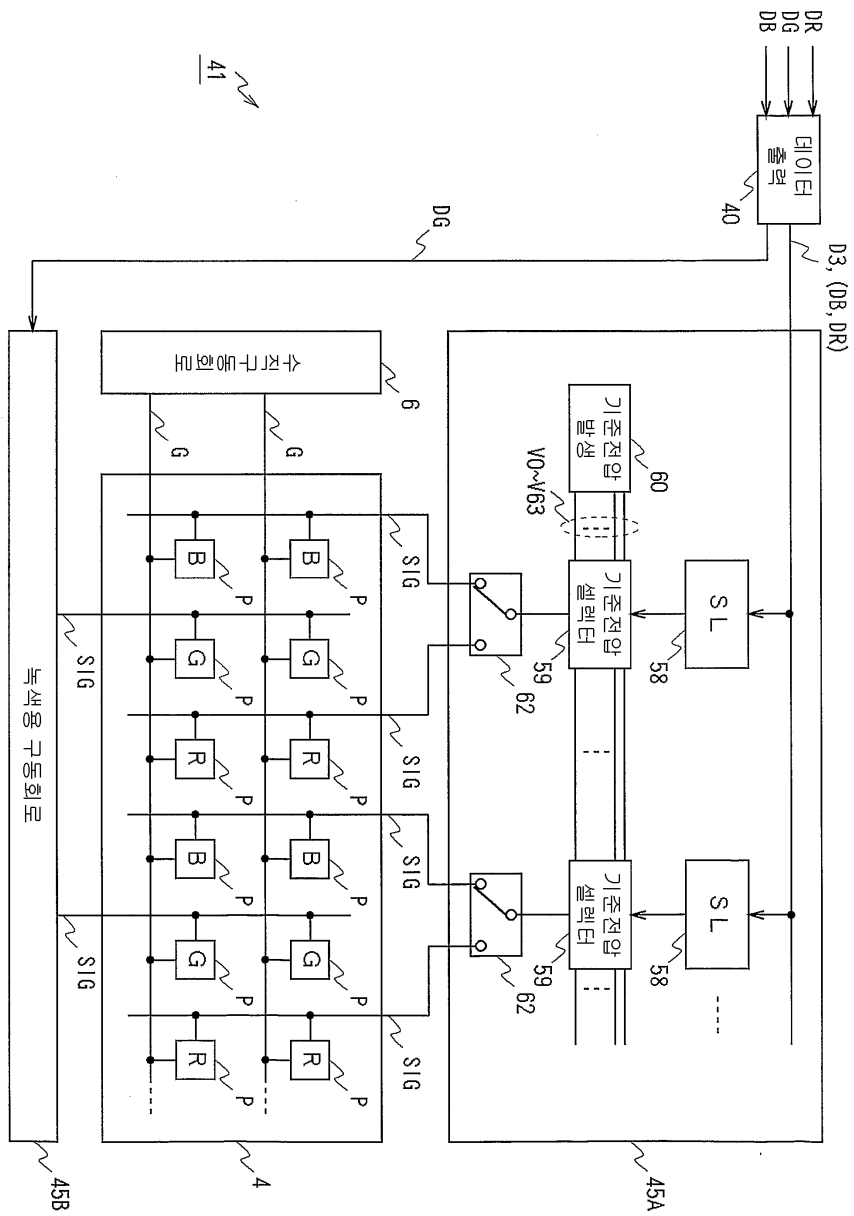 DR
DG
DB
데이터
출력
40
D3, (DB, DR)
DG
41
45A
기준전압
발생
60
V0~V63
SL
58
SL
58
기준전압
셀렉터
59
기준전압
셀렉터
59
62
62
SIG
SIG
SIG
SIG
수직구동회로
6
G
G
B
P
G
P
R
P
B
P
G
P
R
P
B
P
G
P
R
P
B
P
G
P
R
P
4
SIG
SIG
녹색용 구동회로
45B